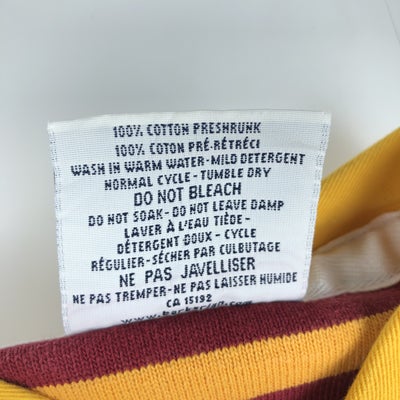 100% COTTON PRESHRUNK
100% COTON PRÉ-RÉTRÉCI
WASH IN WARM WATER-MILD DETERGENT
NORMAL CYCLE - TUMBLE DRY
DO NOT BLEACH
DO NOT SOAK - DO NOT LEAVE DAMP
LAVER À L'EAU TIÈDE -
DÉTERGENT DOUX - CYCLE
RÉGULIER-SÉCHER PAR CULBUTAGE
NE PAS JAVELLISER
NE PAS TREMPER-NE PAS LAISSER HUMIDE
CA 15192